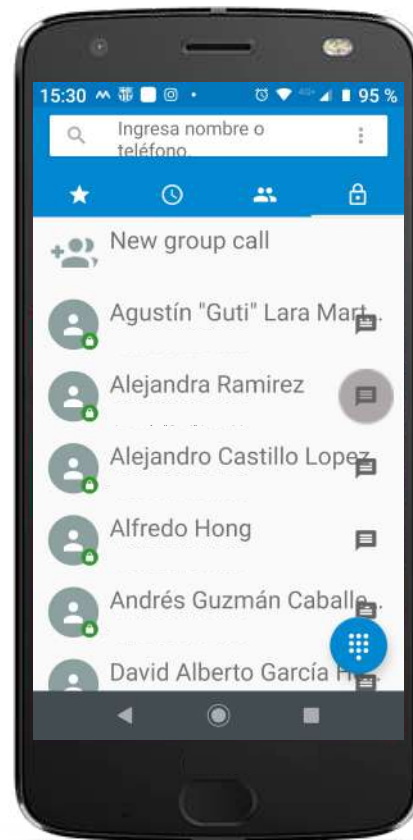 15:30 95 %
Ingresa nombre o
teléfono.
New group call
Agustín "Guti" Lara Mart...
Alejandra Ramirez
Alejandro Castillo Lopez
Alfredo Hong
Andrés Guzmán Caballe...
David Alberto García